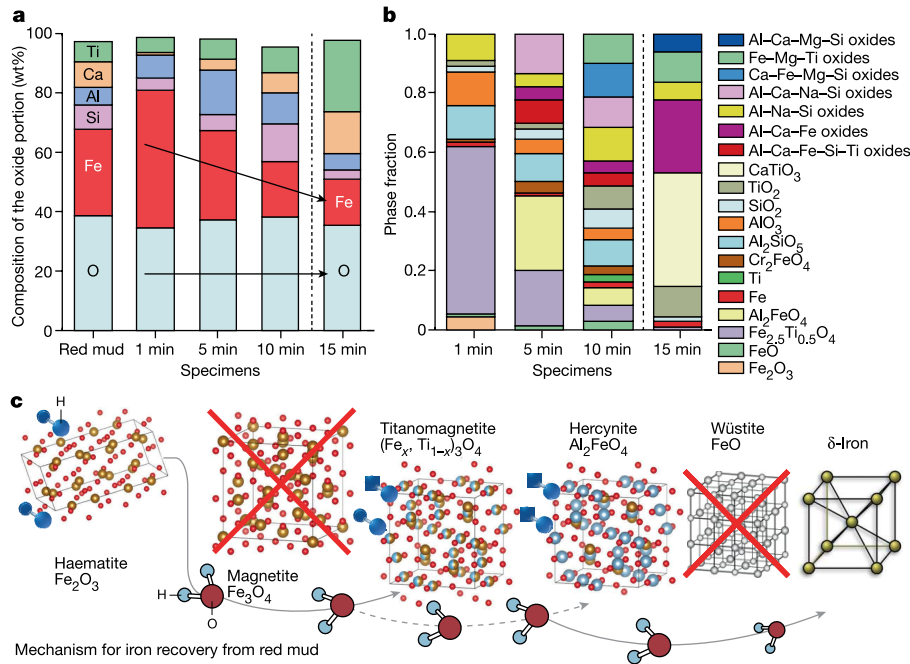 a
Composition of the oxide portion (wt%)
100
80
60
40
20
0
Ti
Ca
Al
Si
Fe
O
Fe
O
Red mud 1 min 5 min 10 min 15 min
Specimens
b
Phase fraction
1.0
0.8
0.6
0.4
0.2
0
1 min 5 min 10 min 15 min
Specimens
Al–Ca–Mg–Si oxides
Fe–Mg–Ti oxides
Ca–Fe–Mg–Si oxides
Al–Ca–Na–Si oxides
Al–Na–Si oxides
Al–Ca–Fe oxides
Al–Ca–Fe–Si–Ti oxides
CaTiO3
TiO2
SiO2
AlO3
Al2SiO5
Cr2FeO4
Ti
Fe
Al2FeO4
Fe2.5Ti0.5O4
FeO
Fe2O3
c
H
Haematite
Fe2O3
H
O
Magnetite
Fe3O4
Titanomagnetite
(Fex, Ti1–x)3O4
Hercynite
Al2FeO4
Wüstite
FeO
δ-Iron
Mechanism for iron recovery from red mud